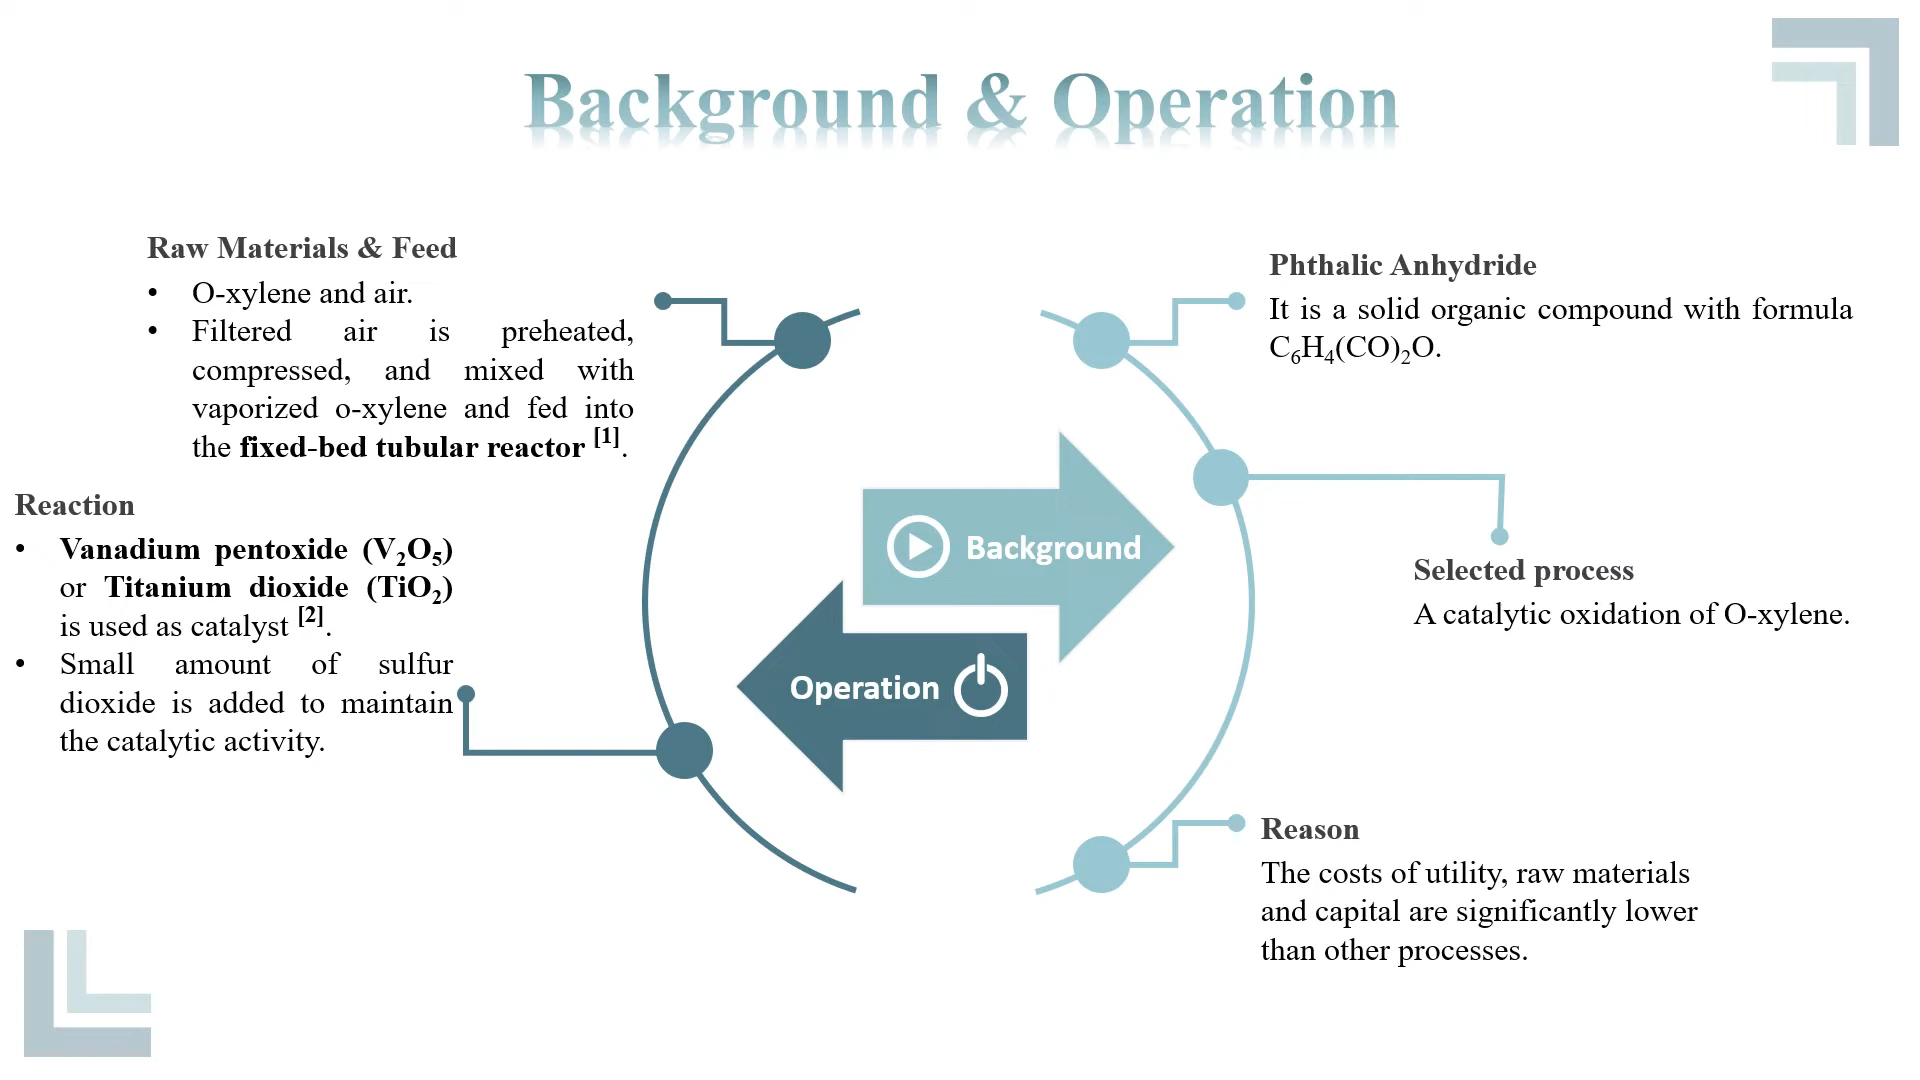 Background & Operation
Raw Materials & Feed
• O-xylene and air.
• Filtered air is preheated,
compressed, and mixed with
vaporized o-xylene and fed into
the fixed-bed tubular reactor [1].
Reaction
• Vanadium pentoxide (V₂O₅)
or Titanium dioxide (TiO₂)
is used as catalyst [2].
• Small amount of sulfur
dioxide is added to maintain
the catalytic activity.
Background
Operation
Phthalic Anhydride
It is a solid organic compound with formula
C₆H₄(CO)₂O.
Selected process
A catalytic oxidation of O-xylene.
Reason
The costs of utility, raw materials
and capital are significantly lower
than other processes.